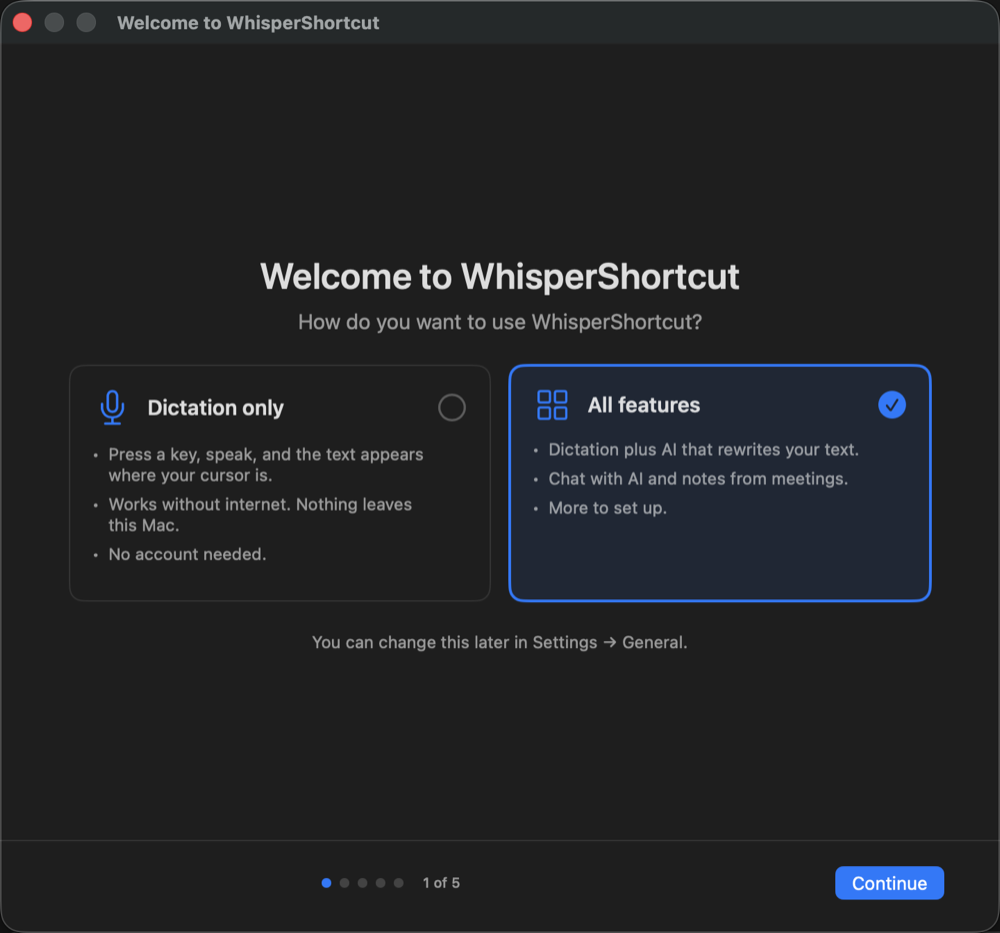 Welcome to WhisperShortcut
Welcome to WhisperShortcut
How do you want to use WhisperShortcut?
Dictation only
• Press a key, speak, and the text appears
where your cursor is.
• Works without internet. Nothing leaves
this Mac.
• No account needed.
All features
• Dictation plus AI that rewrites your text.
• Chat with AI and notes from meetings.
• More to set up.
You can change this later in Settings → General.
1 of 5
Continue